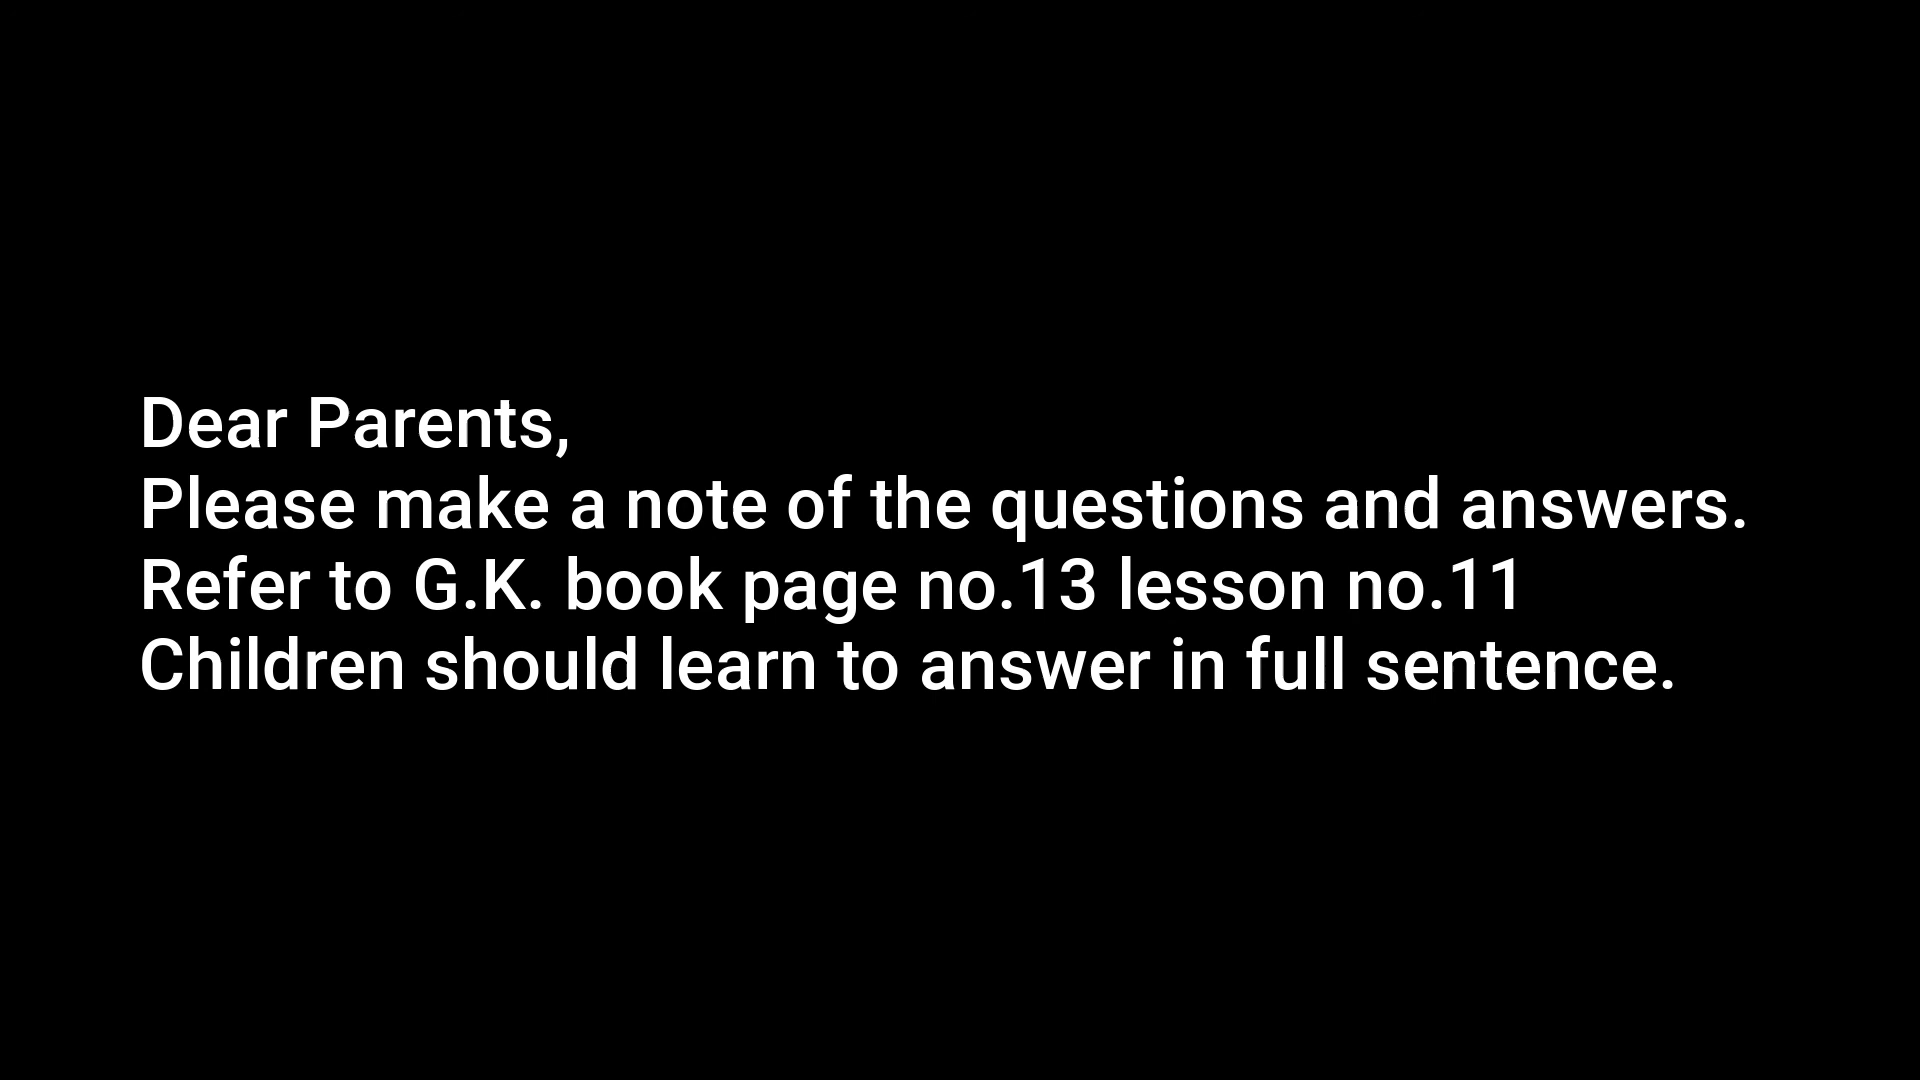 Dear Parents,
Please make a note of the questions and answers.
Refer to G.K. book page no.13 lesson no.11
Children should learn to answer in full sentence.